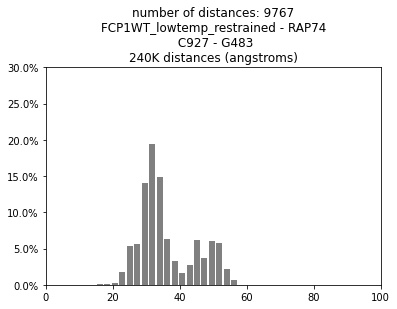 number of distances: 9767
FCP1WT_lowtemp_restrained - RAP74
C927 - G483
240K distances (angstroms)
30.0%
25.0%
20.0%
15.0%
10.0%
5.0%
0.0%
0 20 40 60 80 100